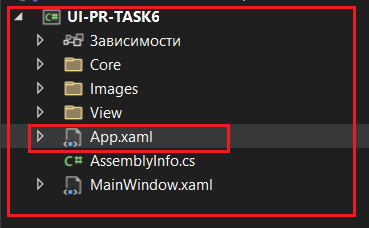 C# UI-PR-TASK6
Зависимости
Core
Images
View
App.xaml
C# AssemblyInfo.cs
MainWindow.xaml